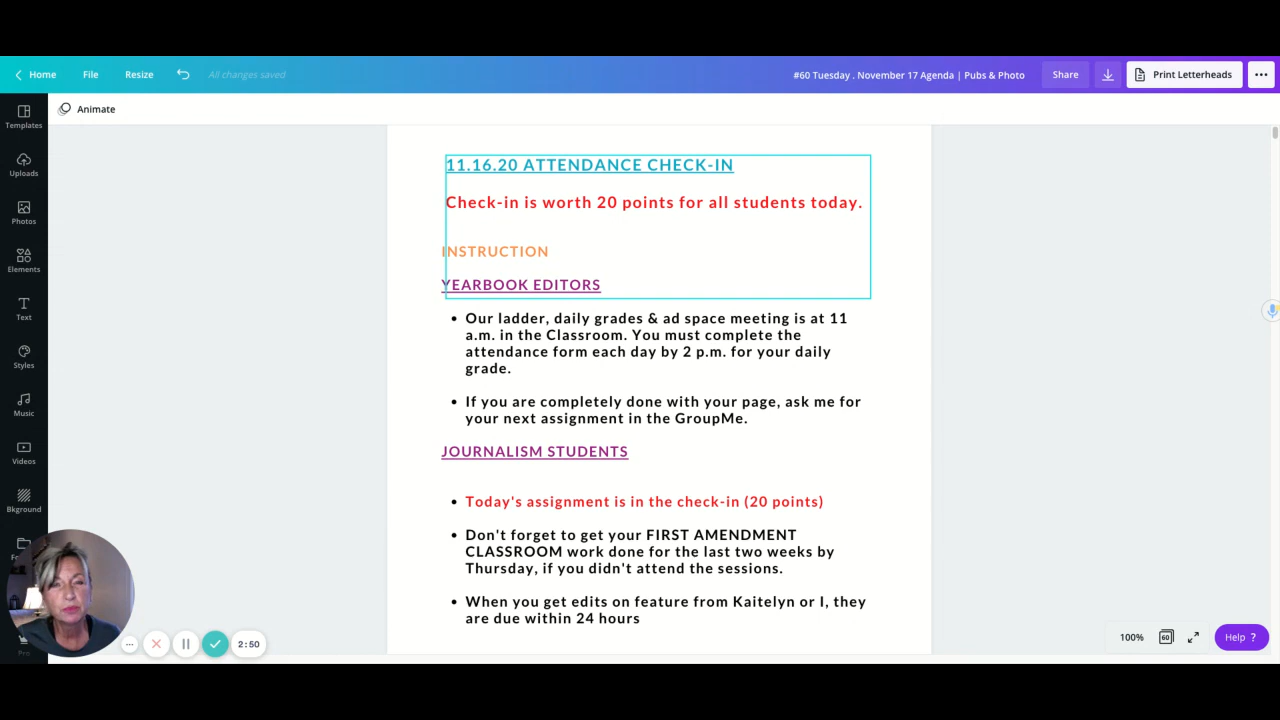 Home
File
Resize
All changes saved
#60 Tuesday . November 17 Agenda | Pubs & Photo
Share
Print Letterheads
Templates
Uploads
Photos
Elements
Text
Styles
Music
Videos
Bkground
Animate
11.16.20 ATTENDANCE CHECK-IN
Check-in is worth 20 points for all students today.
INSTRUCTION
YEARBOOK EDITORS
• Our ladder, daily grades & ad space meeting is at 11
a.m. in the Classroom. You must complete the
attendance form each day by 2 p.m. for your daily
grade.
• If you are completely done with your page, ask me for
your next assignment in the GroupMe.
JOURNALISM STUDENTS
• Today's assignment is in the check-in (20 points)
• Don't forget to get your FIRST AMENDMENT
CLASSROOM work done for the last two weeks by
Thursday, if you didn't attend the sessions.
• When you get edits on feature from Kaitelyn or I, they
are due within 24 hours
2:50
100%
60
Help ?